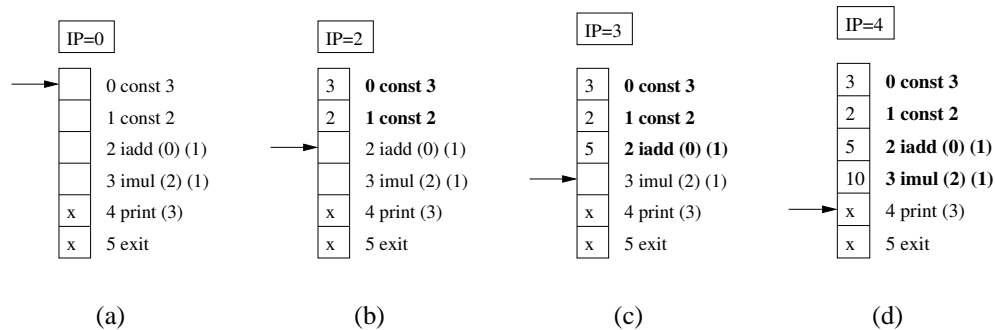 IP=0
0 const 3
1 const 2
2 iadd (0) (1)
3 imul (2) (1)
x 4 print (3)
x 5 exit
(a)
IP=2
3 0 const 3
2 1 const 2
2 iadd (0) (1)
3 imul (2) (1)
x 4 print (3)
x 5 exit
(b)
IP=3
3 0 const 3
2 1 const 2
5 2 iadd (0) (1)
3 imul (2) (1)
x 4 print (3)
x 5 exit
(c)
IP=4
3 0 const 3
2 1 const 2
5 2 iadd (0) (1)
10 3 imul (2) (1)
x 4 print (3)
x 5 exit
(d)